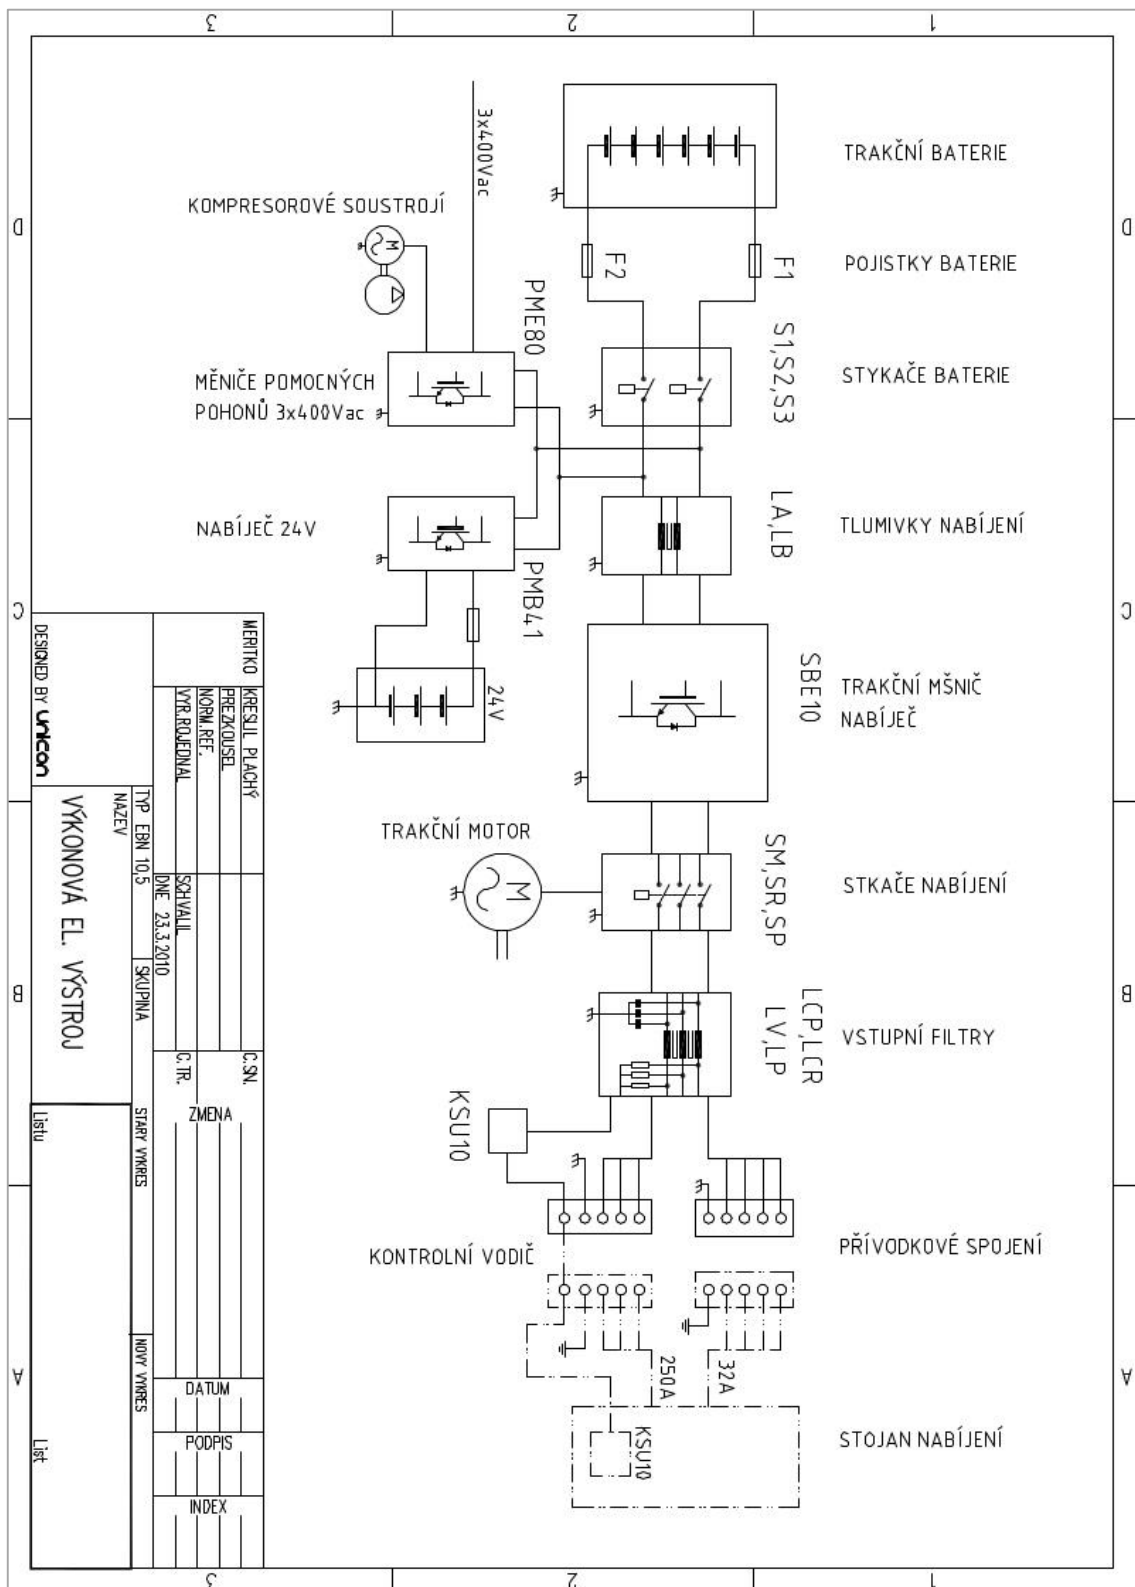 3
2
1
D
D
C
C
B
B
A
A
3
2
1
TRAKČNÍ BATERIE
POJISTKY BATERIE
F2
F1
STYKAČE BATERIE
S1,S2,S3
3x400Vac
KOMPRESOROVÉ SOUSTROJÍ
M
PME80
MĚNIČE POMOCNÝCH
POHONŮ 3x400Vac
TLUMIVKY NABÍJENÍ
LA,LB
NABÍJEČ 24V
PMB41
24V
TRAKČNÍ MŠNIČ
NABÍJEČ
SBE10
TRAKČNÍ MOTOR
M
STKAČE NABÍJENÍ
SM,SR,SP
VSTUPNÍ FILTRY
LCP,LCR
LV,LP
KSU10
PŘÍVODKOVÉ SPOJENÍ
KONTROLNÍ VODIČ
250A
32A
STOJAN NABÍJENÍ
KSU10
MERITKO
KRESLIL PLACHÝ
PREZKOUSEL
NORM.REF.
VYR.ROJEDNAL
SCHVALIL
DNE 23.3.2010
C.SN.
C.TR.
ZMENA
DATUM
PODPIS
INDEX
DESIGNED BY unicon
TYP EBN 10,5
SKUPINA
STARY VYKRES
NOVY VYKRES
NAZEV
VÝKONOVÁ EL. VÝSTROJ
Listu
List